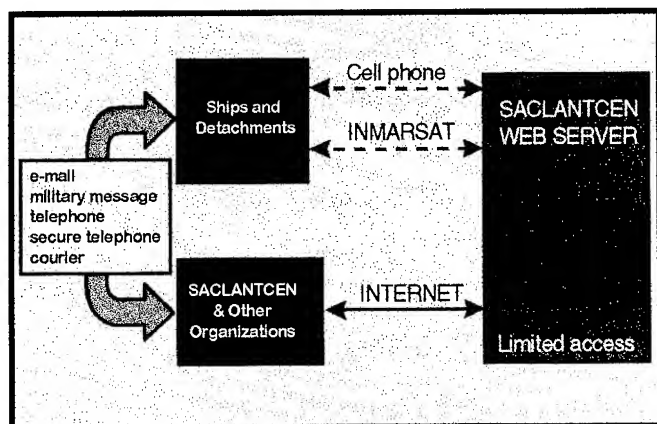 Cell phone
Ships and
Detachments
INMARSAT
SACLANTCEN
WEB SERVER
e-mail
military message
telephone
secure telephone
courier
SACLANTCEN
& Other
Organizations
INTERNET
Limited access